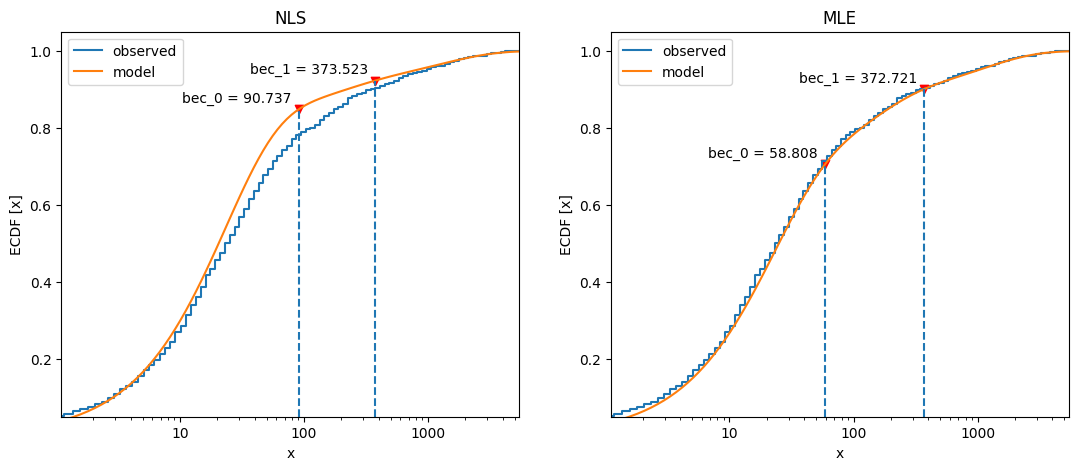 NLS
observed
model
bec_1 = 373.523
bec_0 = 90.737
1.0
0.8
0.6
0.4
0.2
ECDF [x]
10
100
1000
x
MLE
observed
model
bec_1 = 372.721
bec_0 = 58.808
1.0
0.8
0.6
0.4
0.2
ECDF [x]
10
100
1000
x